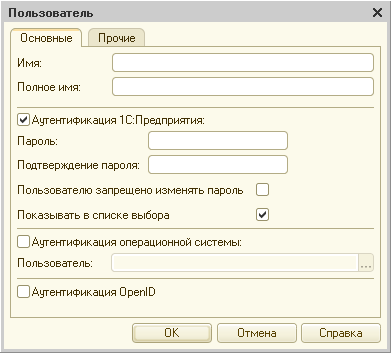 Пользователь
Основные Прочие
Имя:
Полное имя:
Аутентификация 1С:Предприятия:
Пароль:
Подтверждение пароля:
Пользователю запрещено изменять пароль
Показывать в списке выбора
Аутентификация операционной системы:
Пользователь: ...
Аутентификация OpenID
OK Отмена Справка